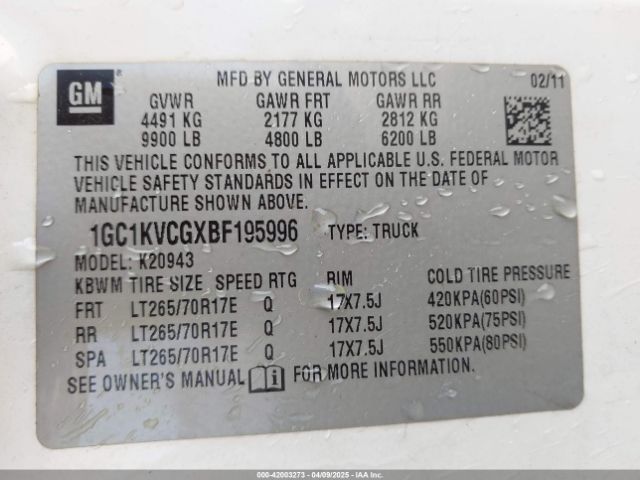 GM
MFD BY GENERAL MOTORS LLC 02/11
GVWR GAWR FRT GAWR RR
4491 KG 2177 KG 2812 KG
9900 LB 4800 LB 6200 LB
THIS VEHICLE CONFORMS TO ALL APPLICABLE U.S. FEDERAL MOTOR
VEHICLE SAFETY STANDARDS IN EFFECT ON THE DATE OF
MANUFACTURE SHOWN ABOVE.
1GC1KVCGXBF195996 TYPE: TRUCK
MODEL: K20943
KBWM TIRE SIZE SPEED RTG RIM COLD TIRE PRESSURE
FRT LT265/70R17E Q 17X7.5J 420KPA(60PSI)
RR LT265/70R17E Q 17X7.5J 520KPA(75PSI)
SPA LT265/70R17E Q 17X7.5J 550KPA(80PSI)
SEE OWNER'S MANUAL FOR MORE INFORMATION.
000-42003273 - 04/09/2025 - IAAI.COM